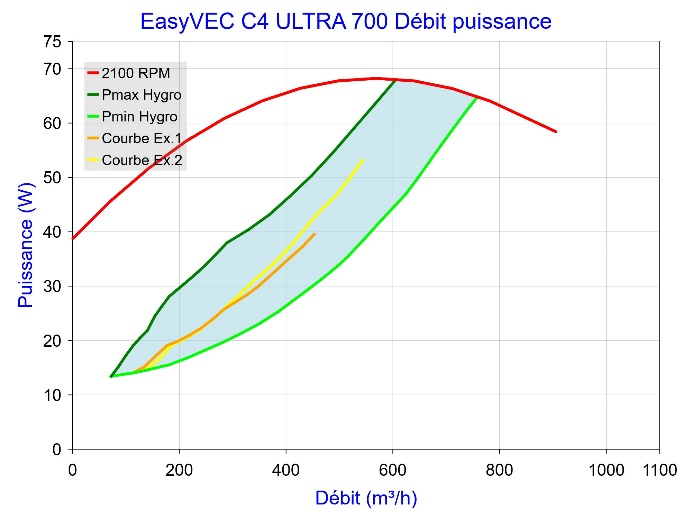 EasyVEC C4 ULTRA 700 Débit puissance
75
70
60
50
40
30
20
10
0
Puissance (W)
2100 RPM
Pmax Hygro
Pmin Hygro
Courbe Ex.1
Courbe Ex.2
0 200 400 600 800 1000 1100
Débit (m³/h)